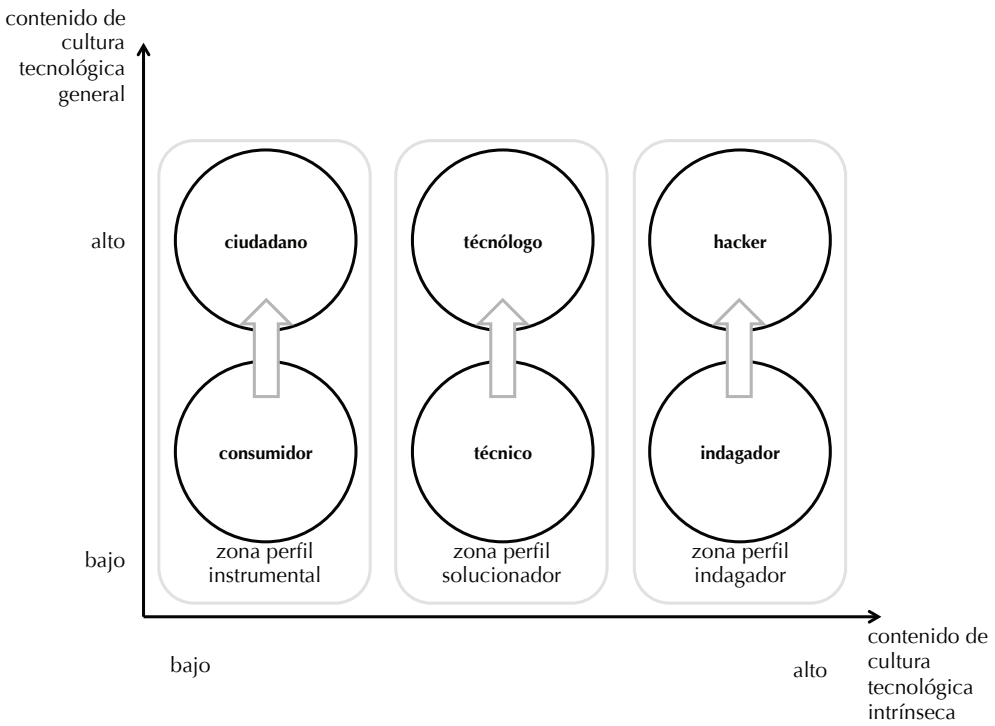 contenido de
cultura
tecnológica
general
alto
ciudadano
técnólogo
hacker
consumidor
técnico
indagador
bajo
zona perfil
instrumental
zona perfil
solucionador
zona perfil
indagador
bajo
alto
contenido de
cultura
tecnológica
intrínseca